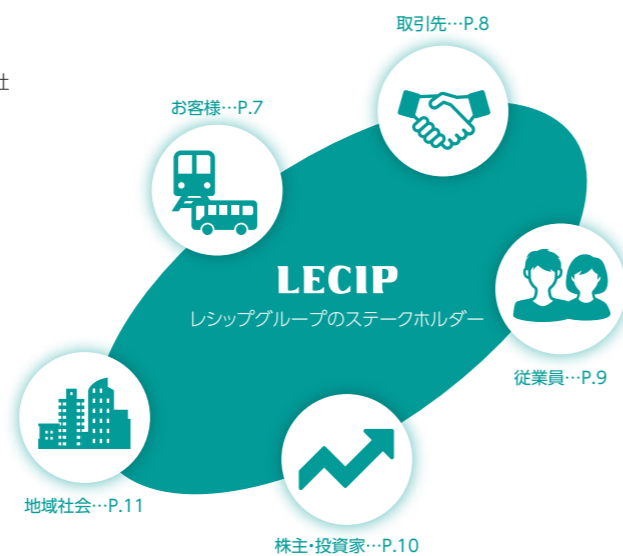 取引先…P.8
社
お客様…P.7
LECIP
レシップグループのステークホルダー
従業員…P.9
地域社会…P.11
株主・投資家…P.10